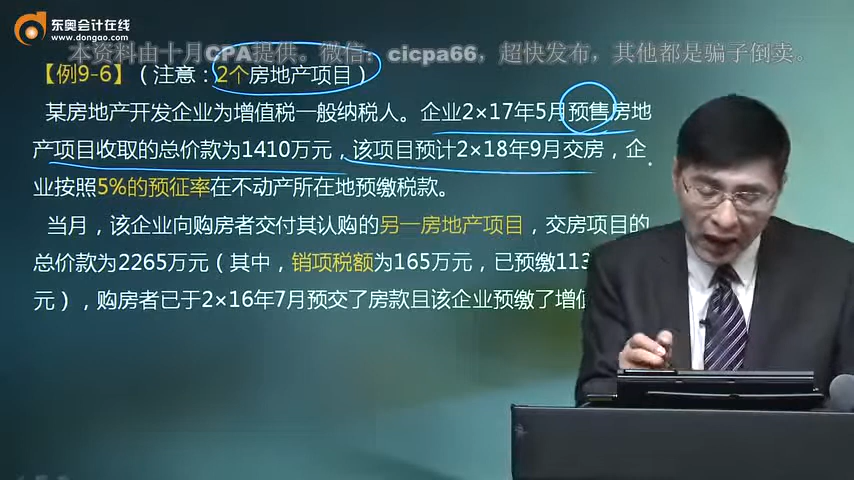 东奥会计在线
www.dongao.com
本资料由十月CPA提供。微信：cicpa66，超快发布，其他都是骗子倒卖。
【例9-6】（注意：2个房地产项目）
某房地产开发企业为增值税一般纳税人。企业2×17年5月预售房地
产项目收取的总价款为1410万元，该项目预计2×18年9月交房，企
业按照5%的预征率在不动产所在地预缴税款。
当月，该企业向购房者交付其认购的另一房地产项目，交房项目的
总价款为2265万元（其中，销项税额为165万元，已预缴113
元），购房者已于2×16年7月预交了房款且该企业预缴了增值